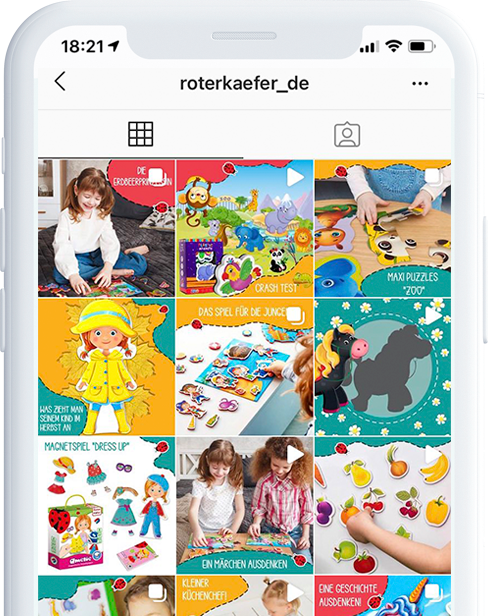 18:21
roterkaefer_de
DIE
ERDBEERPRINZESSIN
CRASH TEST
MAXI PUZZLES
"ZOO"
WAS ZIEHT MAN
SEINEM KIND IM
HERBST AN
DAS SPIEL FÜR DIE JUNGE
MAGNETSPIEL "DRESS UP"
EIN MÄRCHEN AUSDENKEN
KLEINER
KÜCHENCHEF!
EINE GESCHICHTE
AUSDENKEN!